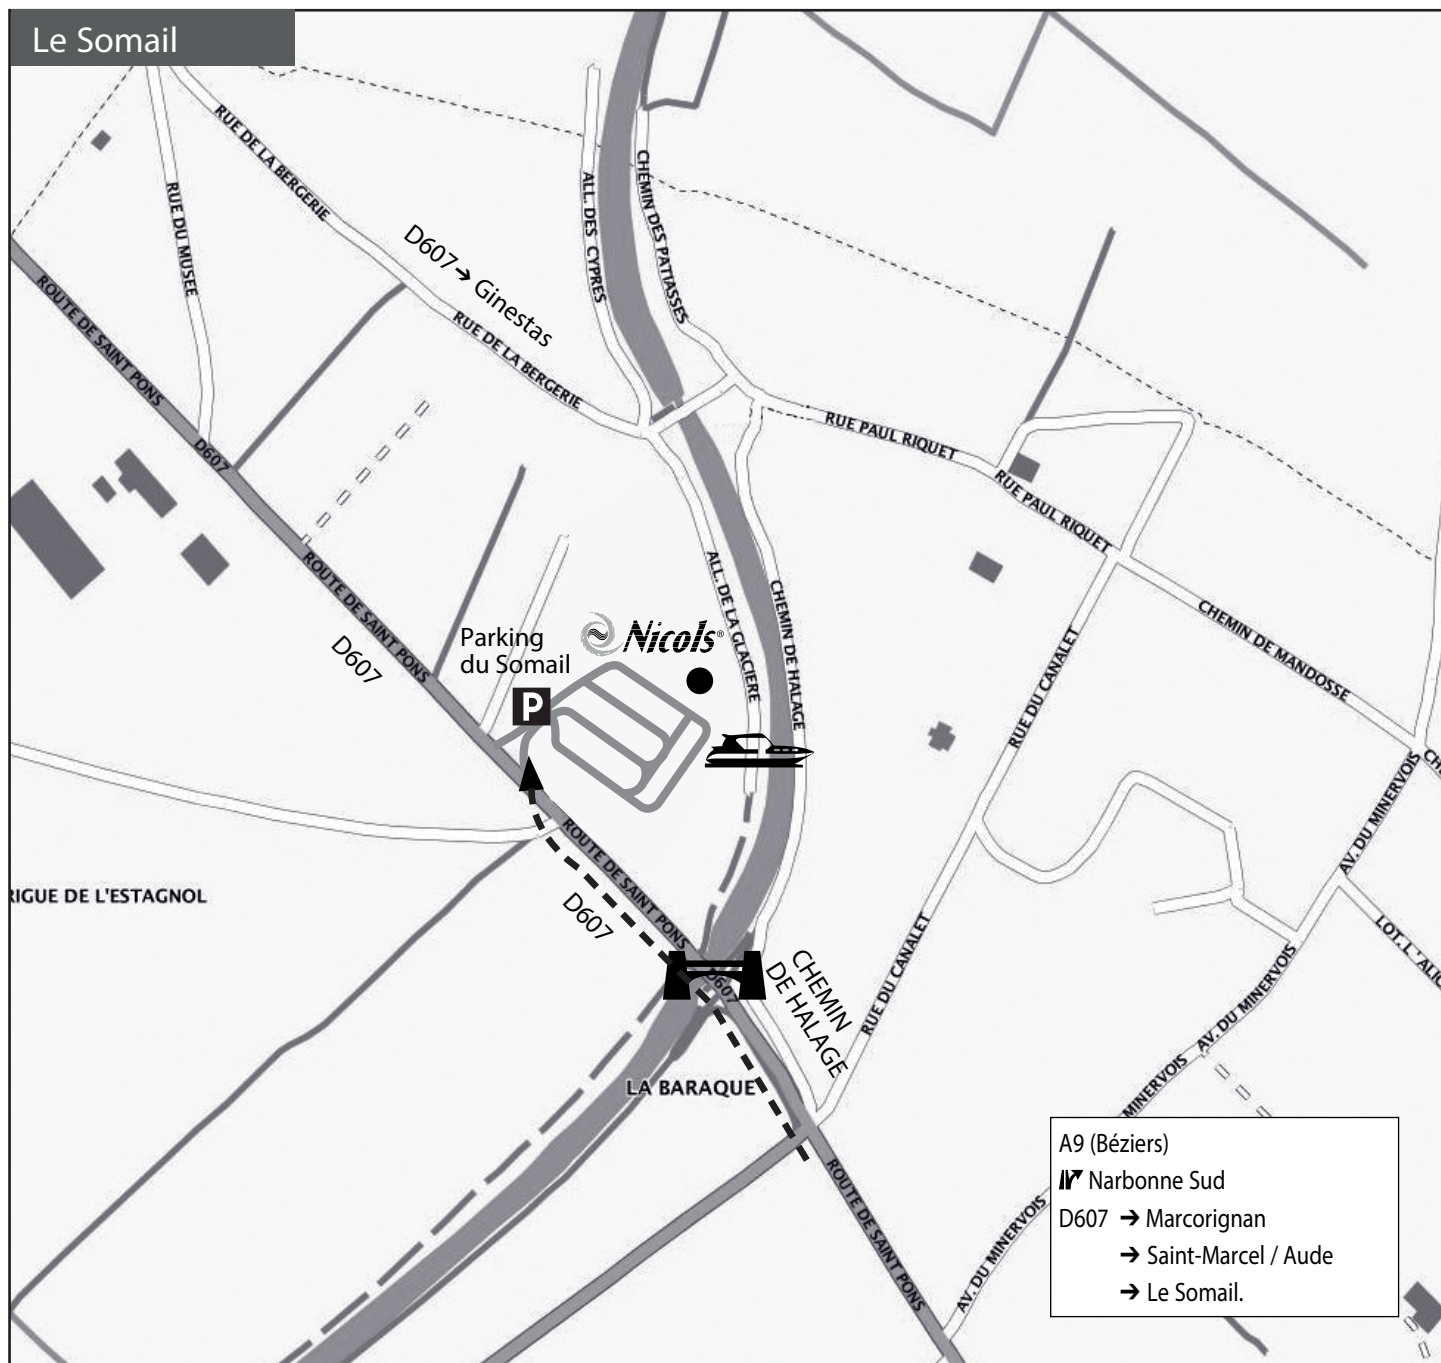 Le Somail
RUE DE LA BERGERIE
RUE DU MUSEE
ALL. DES CYPRES
CHEMIN DES PATIASSES
D607 → Ginestas
RUE DE LA BERGERIE
ROUTE DE SAINT PONS
D607
RUE PAUL RIQUET
RUE PAUL RIQUET
ROUTE DE SAINT PONS
D607
ALL. DE LA GLACIERE
CHEMIN DE HALAGE
Nicols®
Parking
du Somail
P
CHEMIN DE MANDOSSE
RUE DU CANALET
AV. DU MINERVOIS
ROUTE DE SAINT PONS
D607
RIGUE DE L'ESTAGNOL
D607
CHEMIN
DE HALAGE
RUE DU CANALET
AV. DU MINERVOIS
MINERVOIS
LA BARAQUE
ROUTE DE SAINT PONS
AV. DU MINERVOIS
A9 (Béziers)
Narbonne Sud
D607 → Marcorignan
→ Saint-Marcel / Aude
→ Le Somail.